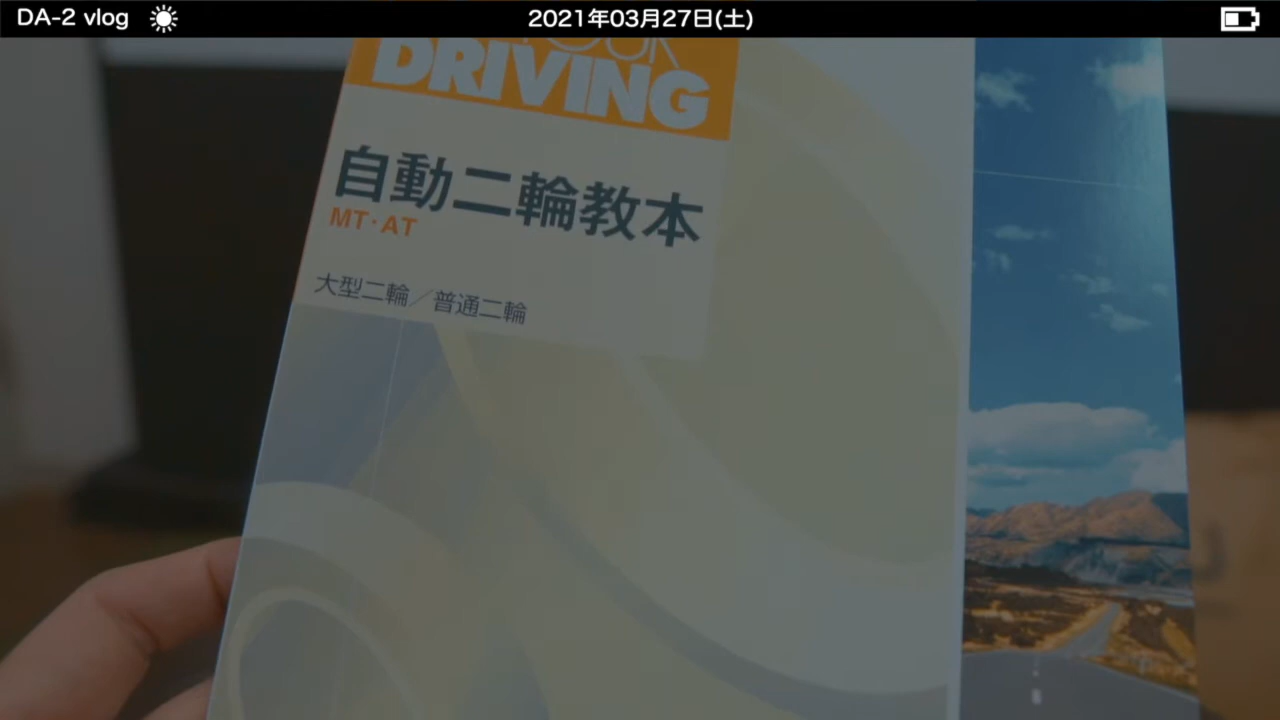 DA-2 vlog
2021年03月27日(土)
YOUR
DRIVING
自動二輪教本
MT・AT
大型二輪／普通二輪